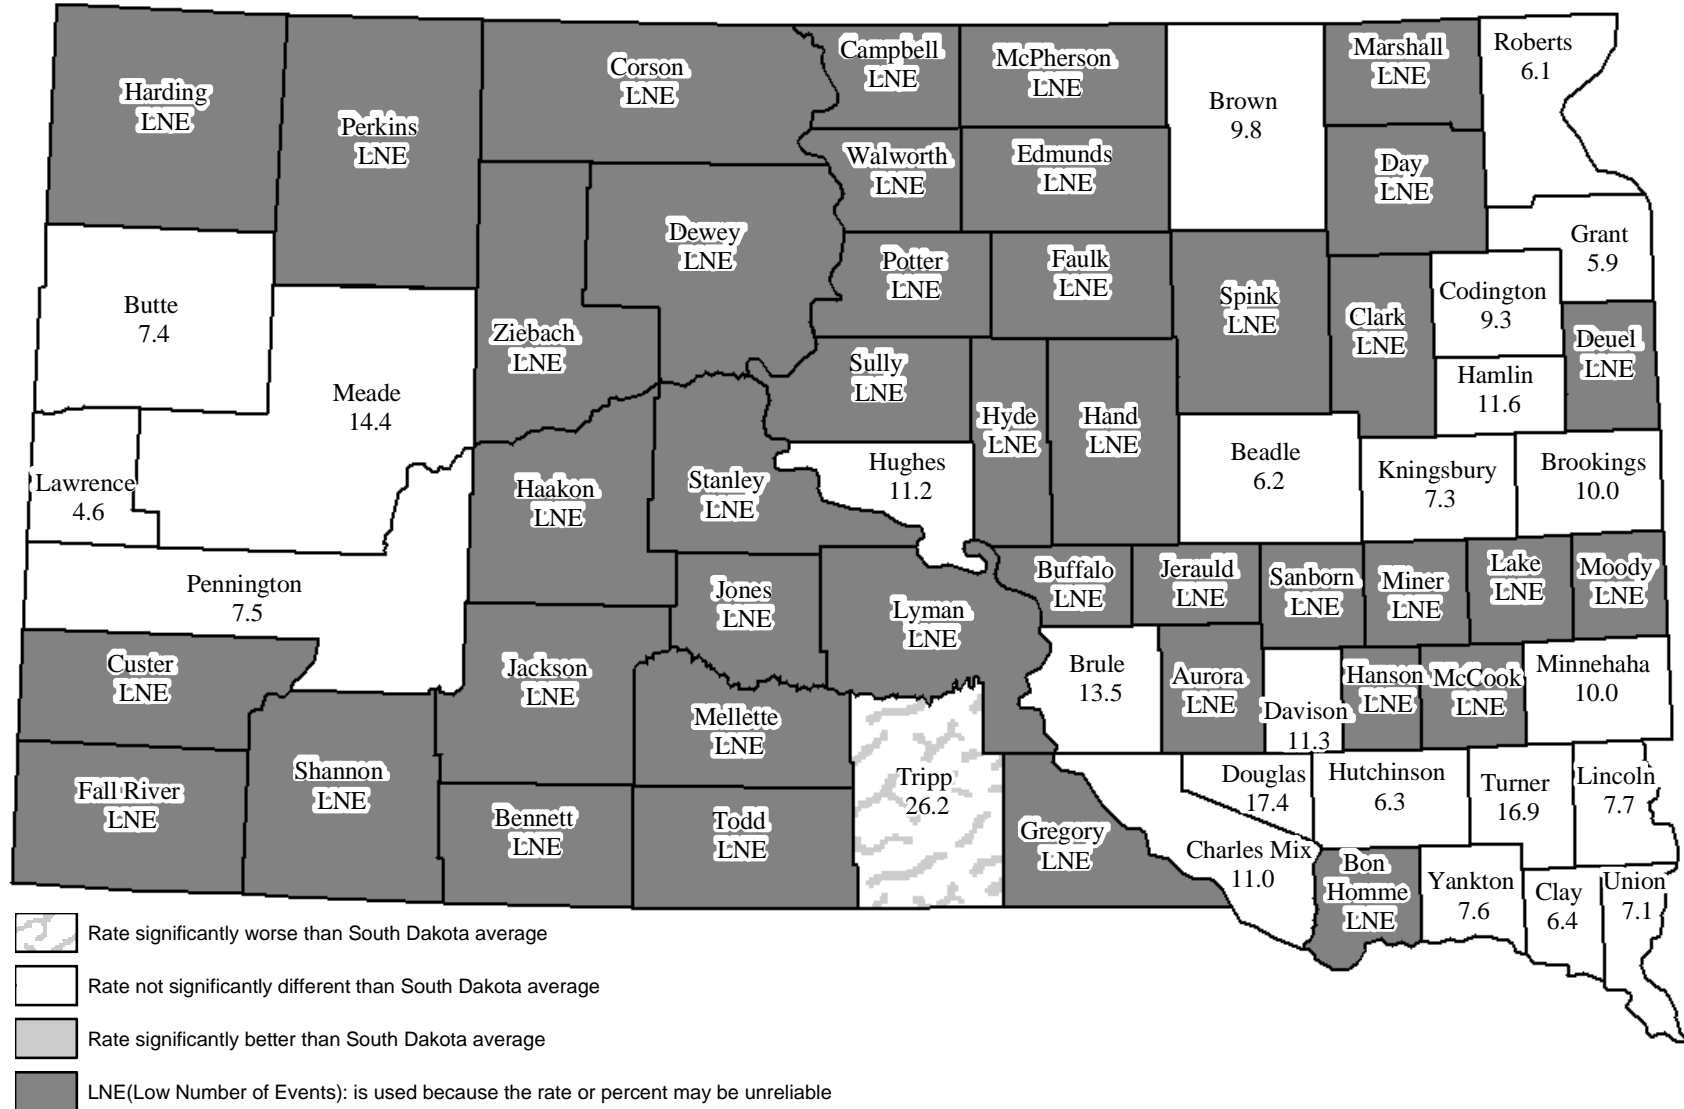 Harding
LNE
Perkins
LNE
Corson
LNE
Campbell
LNE
McPherson
LNE
Brown
9.8
Marshall
LNE
Roberts
6.1
Walworth
LNE
Edmunds
LNE
Day
LNE
Butte
7.4
Dewey
LNE
Potter
LNE
Faulk
LNE
Spink
LNE
Grant
5.9
Codington
9.3
Clark
LNE
Deuel
LNE
Ziebach
LNE
Meade
14.4
Sully
LNE
Hyde
LNE
Hand
LNE
Hamlin
11.6
Lawrence
4.6
Haakon
LNE
Stanley
LNE
Hughes
11.2
Beadle
6.2
Kningsbury
7.3
Brookings
10.0
Pennington
7.5
Jones
LNE
Lyman
LNE
Buffalo
LNE
Jerauld
LNE
Sanborn
LNE
Miner
LNE
Lake
LNE
Moody
LNE
Custer
LNE
Jackson
LNE
Brule
13.5
Aurora
LNE
Davison
11.3
Hanson
LNE
McCook
LNE
Minnehaha
10.0
Fall River
LNE
Shannon
LNE
Mellette
LNE
Tripp
26.2
Bennett
LNE
Todd
LNE
Gregory
LNE
Douglas
17.4
Hutchinson
6.3
Turner
16.9
Lincoln
7.7
Charles Mix
11.0
Bon
Homme
LNE
Yankton
7.6
Clay
6.4
Union
7.1
Rate significantly worse than South Dakota average
Rate not significantly different than South Dakota average
Rate significantly better than South Dakota average
LNE(Low Number of Events): is used because the rate or percent may be unreliable